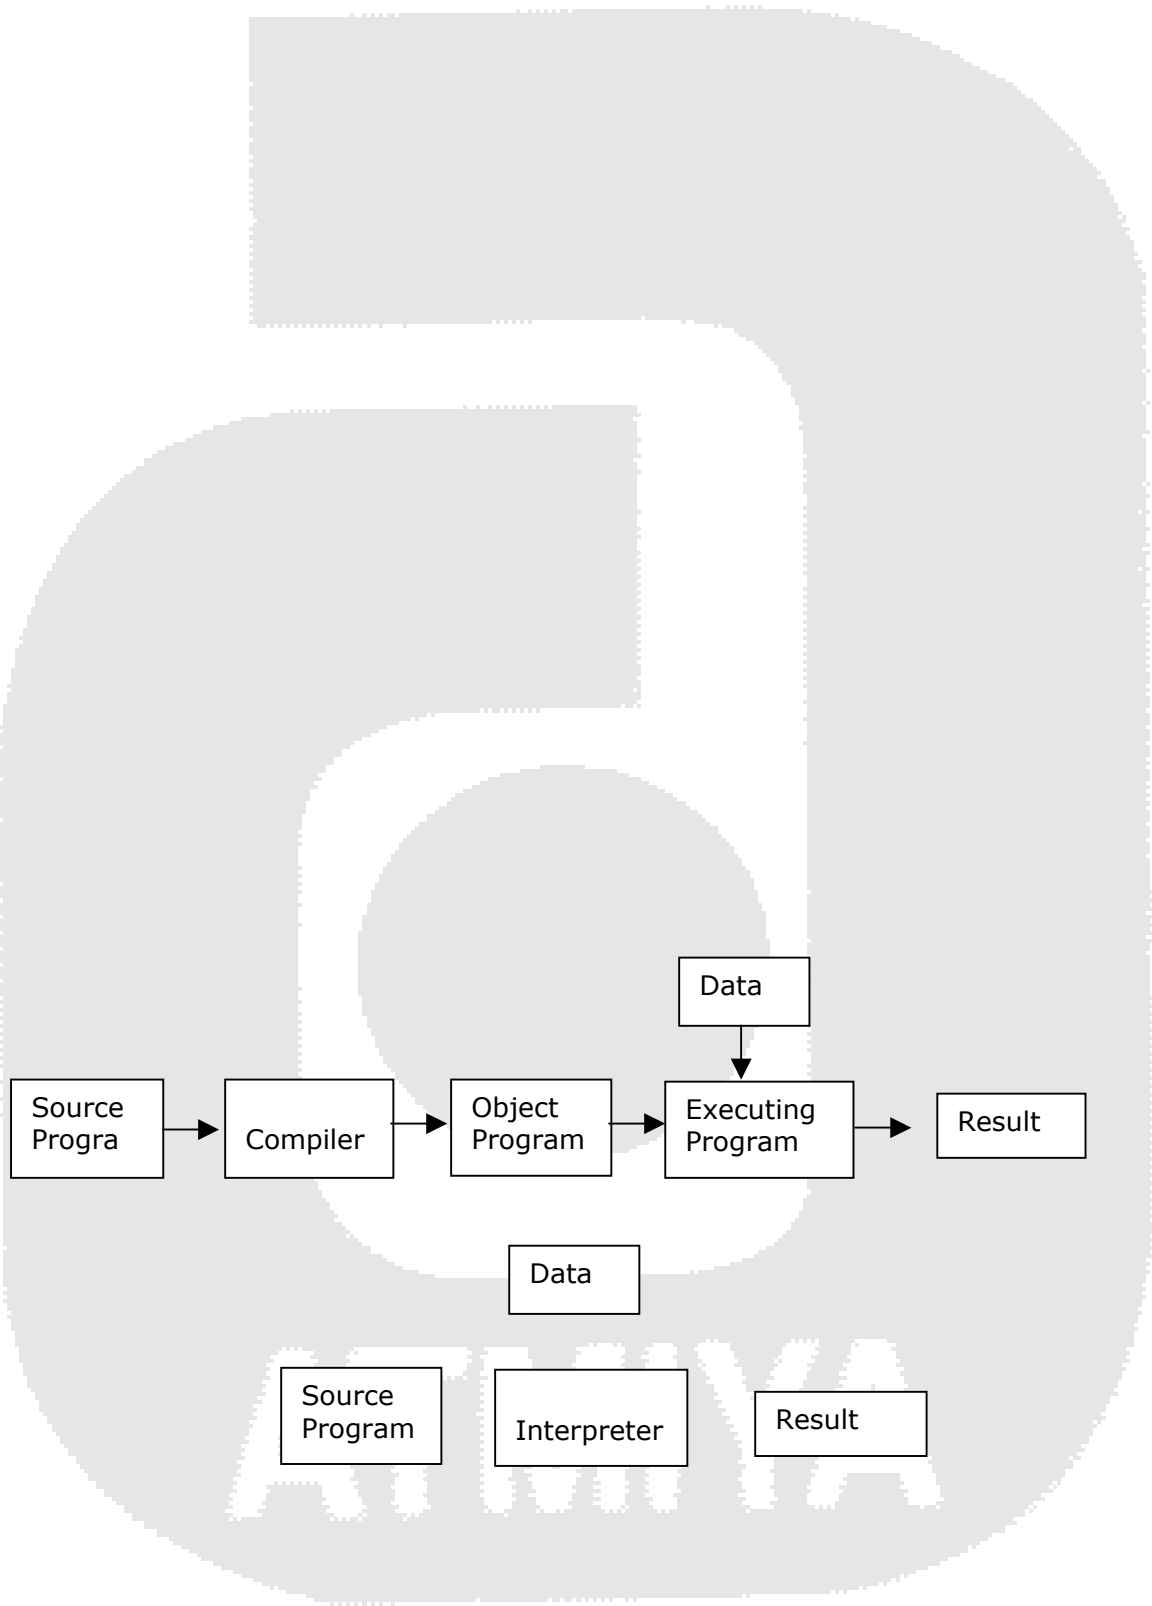 Data
Source
Progra
Compiler
Object
Program
Executing
Program
Result
Data
Source
Program
Interpreter
Result
ATMIYA